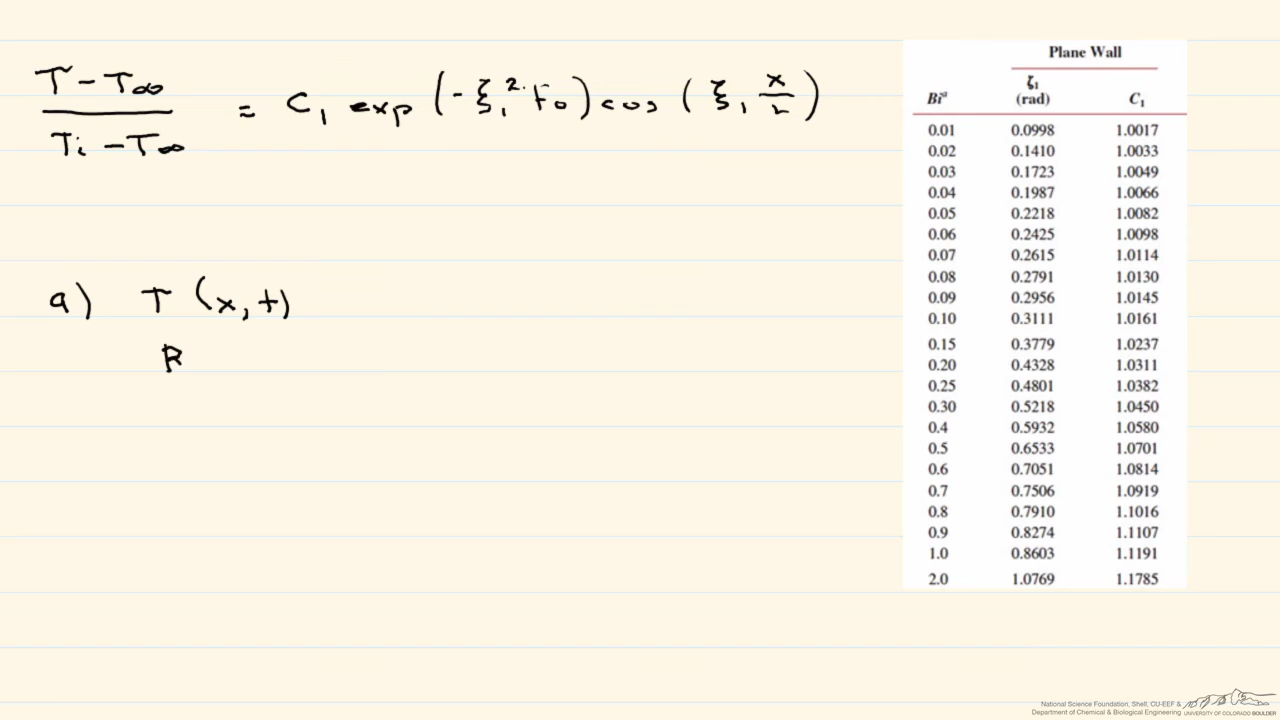 T - T∞ / Ti - T∞ = C₁ exp (-ξ₁². Fo) cos (ξ₁ x/L)
a) T (x,t)
B
Plane Wall
Biᵃ ζ₁ (rad) C₁
0.01 0.0998 1.0017
0.02 0.1410 1.0033
0.03 0.1723 1.0049
0.04 0.1987 1.0066
0.05 0.2218 1.0082
0.06 0.2425 1.0098
0.07 0.2615 1.0114
0.08 0.2791 1.0130
0.09 0.2956 1.0145
0.10 0.3111 1.0161
0.15 0.3779 1.0237
0.20 0.4328 1.0311
0.25 0.4801 1.0382
0.30 0.5218 1.0450
0.4 0.5932 1.0580
0.5 0.6533 1.0701
0.6 0.7051 1.0814
0.7 0.7506 1.0919
0.8 0.7910 1.1016
0.9 0.8274 1.1107
1.0 0.8603 1.1191
2.0 1.0769 1.1785
National Science Foundation, Shell, CU-EEF &
Department of Chemical & Biological Engineering UNIVERSITY OF COLORADO BOULDER